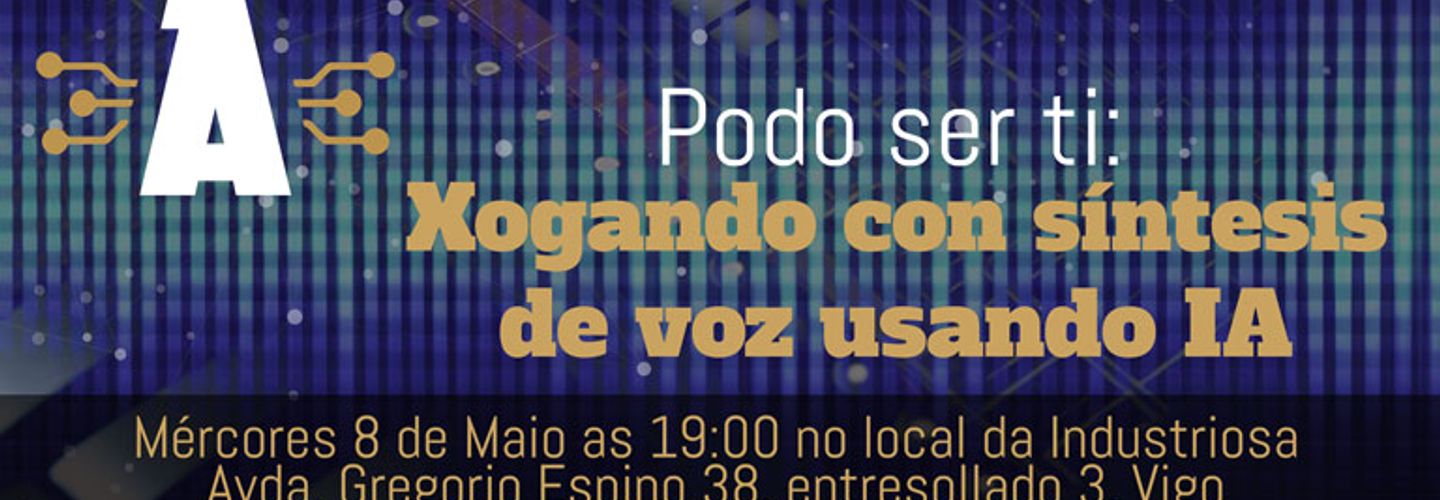 A
Podo ser ti:
Xogando con síntesis
de voz usando IA
Mércores 8 de Maio as 19:00 no local da Industriosa
Avda. Gregorio Espino 38, entresollado 3, Vigo